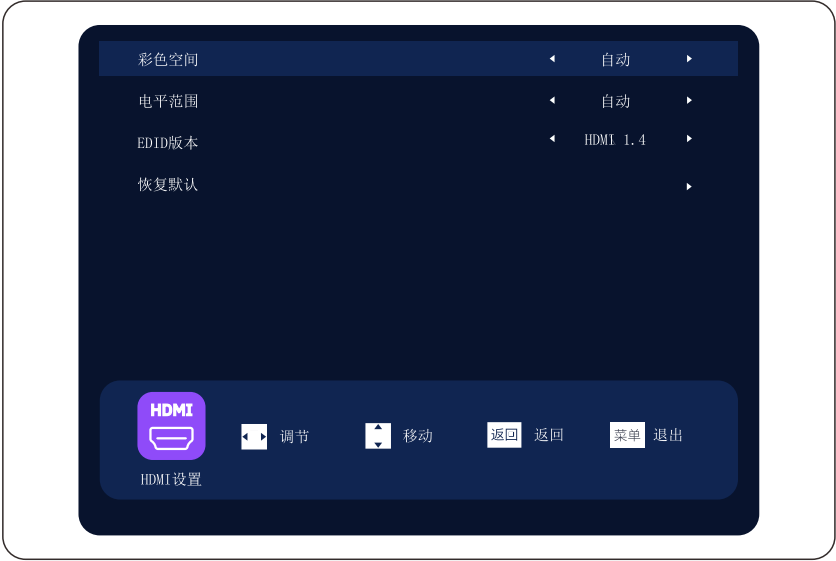 彩色空间 自动
电平范围 自动
EDID版本 HDMI 1.4
恢复默认
HDMI
调节 移动 返回 返回 菜单 退出
HDMI设置